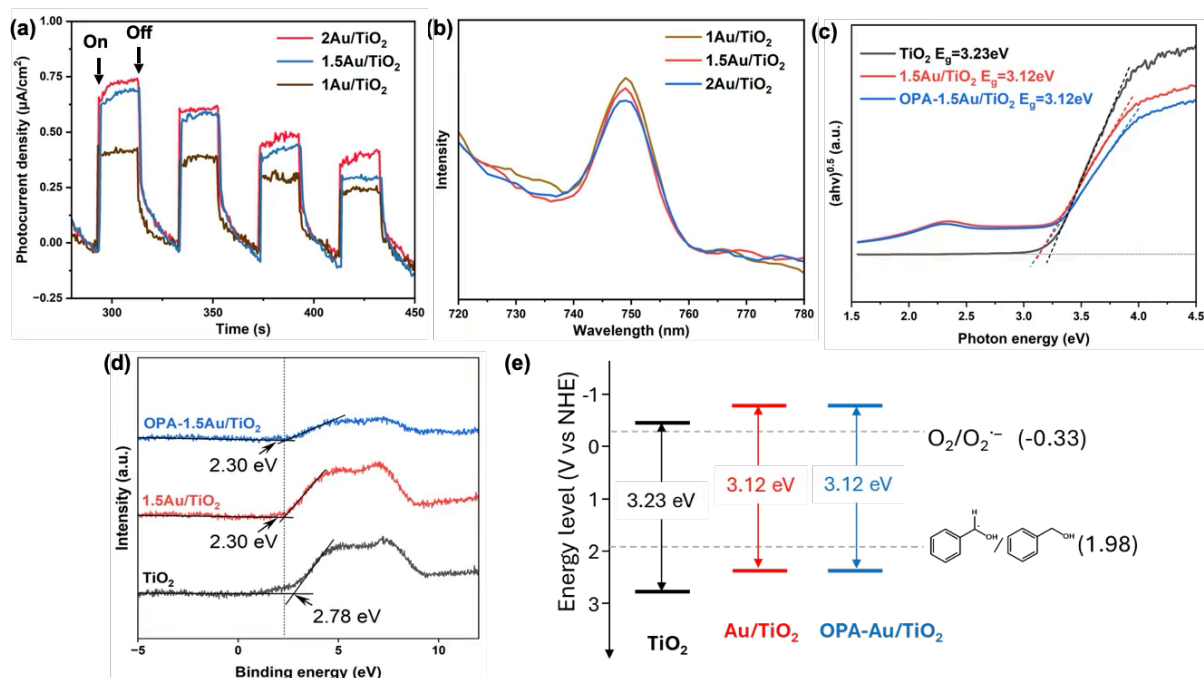 (a)
On
Off
2Au/TiO₂
1.5Au/TiO₂
1Au/TiO₂
Photocurrent density (µA/cm²)
1.00
0.75
0.50
0.25
0.00
−0.25
300
350
400
450
Time (s)
(b)
1Au/TiO₂
1.5Au/TiO₂
2Au/TiO₂
Intensity
720
730
740
750
760
770
780
Wavelength (nm)
(c)
TiO₂ E_g=3.23eV
1.5Au/TiO₂ E_g=3.12eV
OPA-1.5Au/TiO₂ E_g=3.12eV
(ahv)^0.5 (a.u.)
1.5
2.0
2.5
3.0
3.5
4.0
4.5
Photon energy (eV)
(d)
OPA-1.5Au/TiO₂
2.30 eV
1.5Au/TiO₂
2.30 eV
TiO₂
2.78 eV
Intensity (a.u.)
-5
0
5
10
Binding energy (eV)
(e)
Energy level (V vs NHE)
-1
0
1
2
3
3.23 eV
3.12 eV
3.12 eV
O₂/O₂·⁻ (-0.33)
H
C·
OH
/
OH
(1.98)
TiO₂
Au/TiO₂
OPA-Au/TiO₂